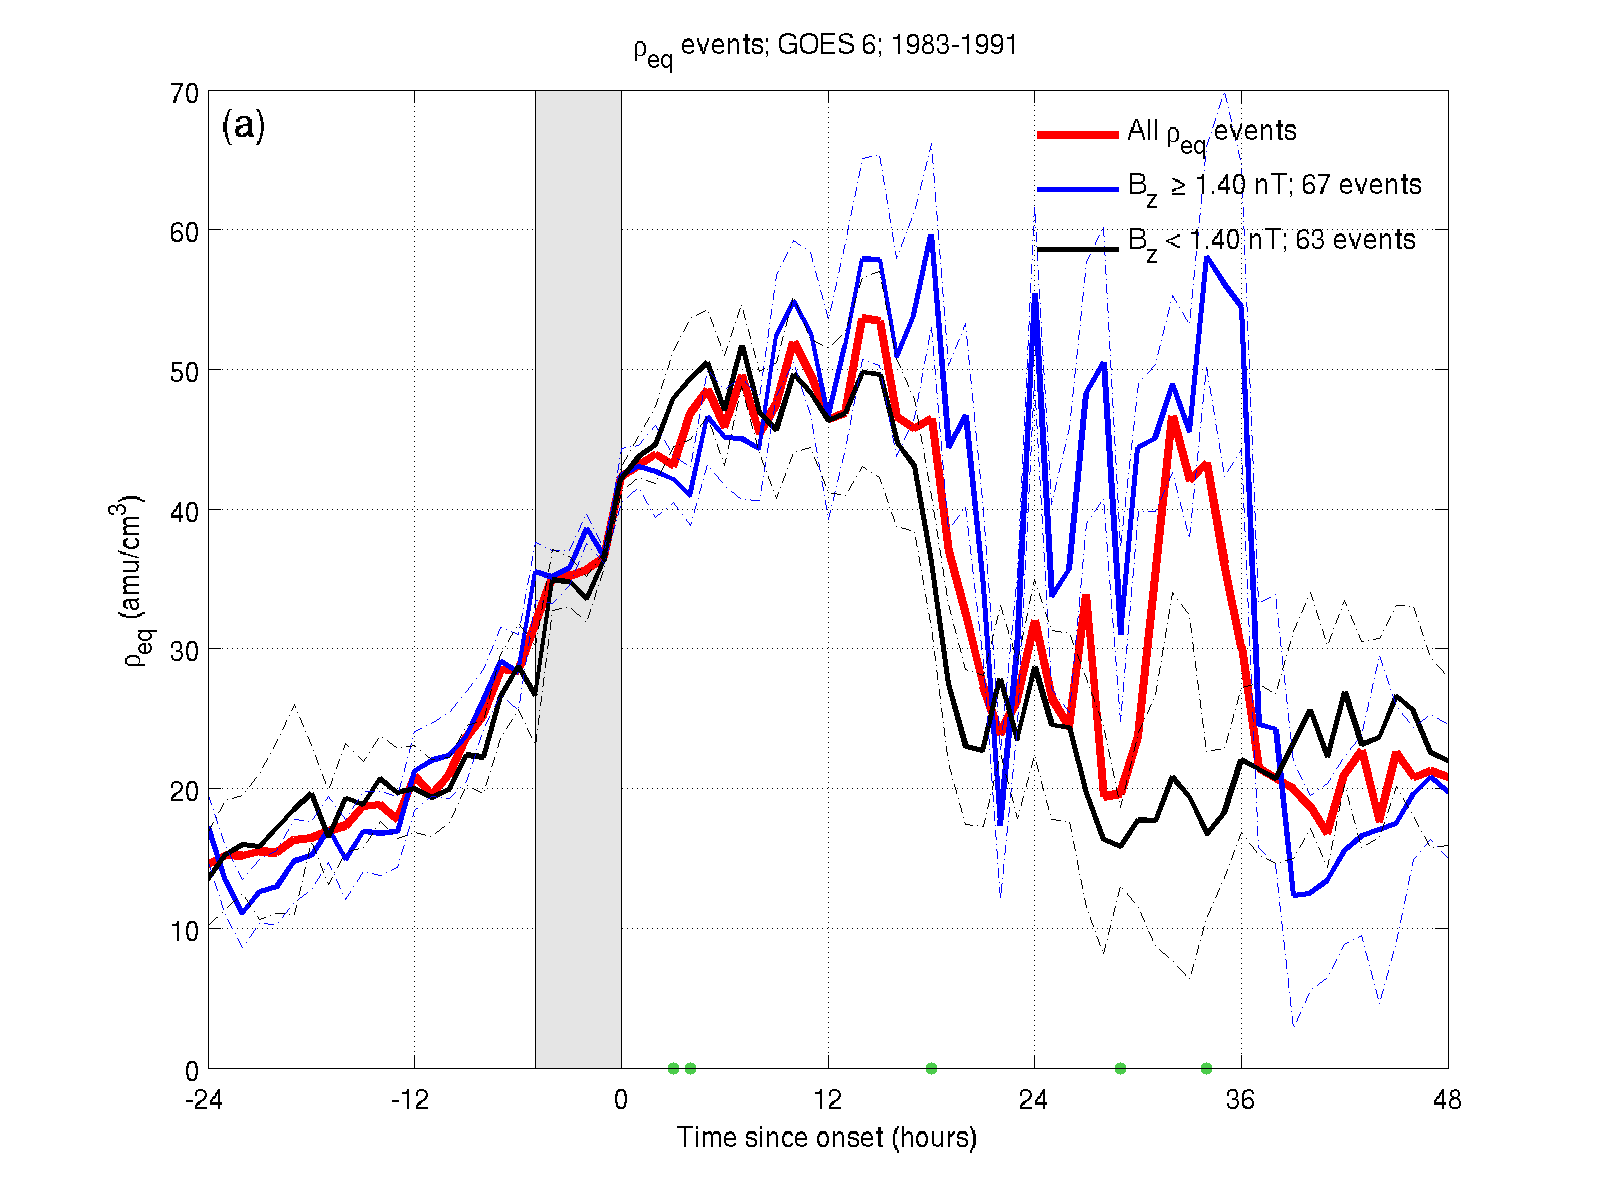 ρeq events; GOES 6; 1983-1991
(a)
All ρeq events
Bz ≥ 1.40 nT; 67 events
Bz < 1.40 nT; 63 events
70
60
50
40
30
20
10
0
ρeq (amu/cm3)
-24 -12 0 12 24 36 48
Time since onset (hours)